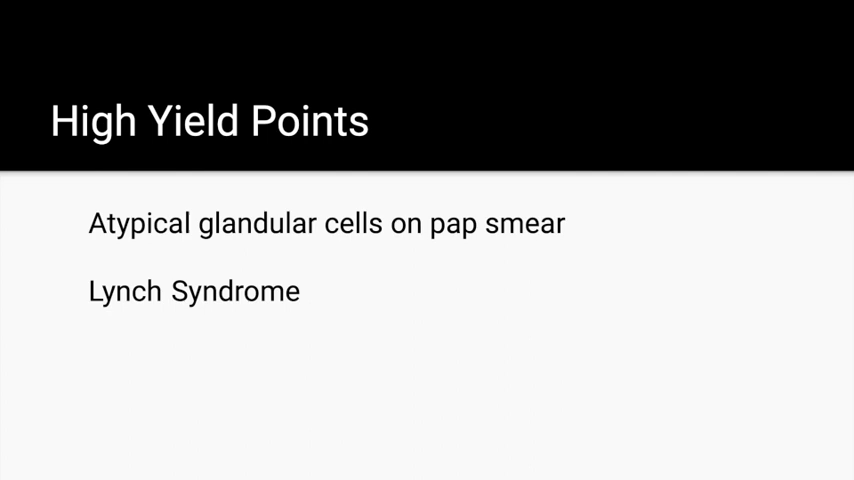 High Yield Points
Atypical glandular cells on pap smear
Lynch Syndrome